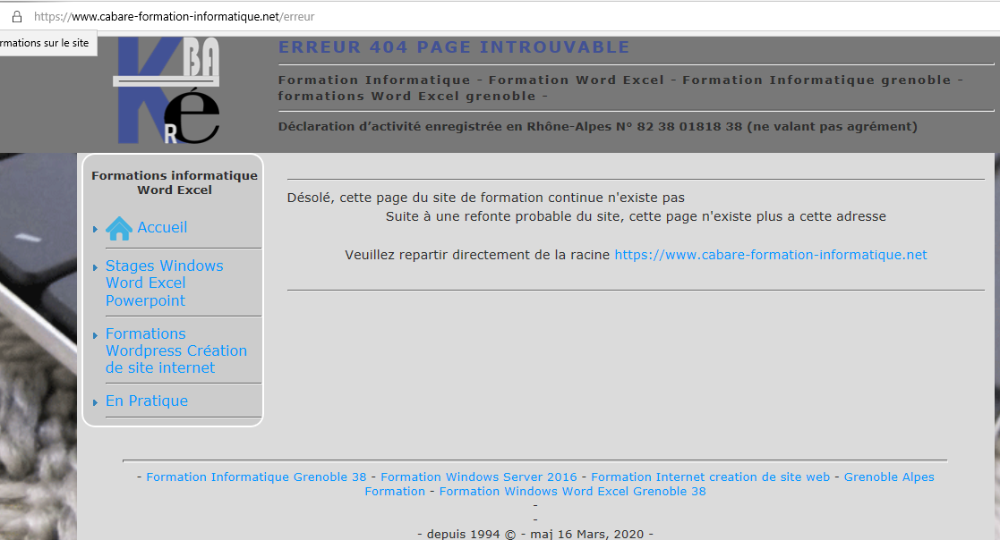 https://www.cabare-formation-informatique.net/erreur
rmations sur le site
BA
K
Ré
ERREUR 404 PAGE INTROUVABLE
Formation Informatique - Formation Word Excel - Formation Informatique grenoble -
formations Word Excel grenoble -
Déclaration d’activité enregistrée en Rhône-Alpes N° 82 38 01818 38 (ne valant pas agrément)
Formations informatique
Word Excel
Accueil
Stages Windows
Word Excel
Powerpoint
Formations
Wordpress Création
de site internet
En Pratique
Désolé, cette page du site de formation continue n'existe pas
Suite à une refonte probable du site, cette page n'existe plus a cette adresse
Veuillez repartir directement de la racine https://www.cabare-formation-informatique.net
- Formation Informatique Grenoble 38 - Formation Windows Server 2016 - Formation Internet creation de site web - Grenoble Alpes
Formation - Formation Windows Word Excel Grenoble 38
-
-
- depuis 1994 © - maj 16 Mars, 2020 -